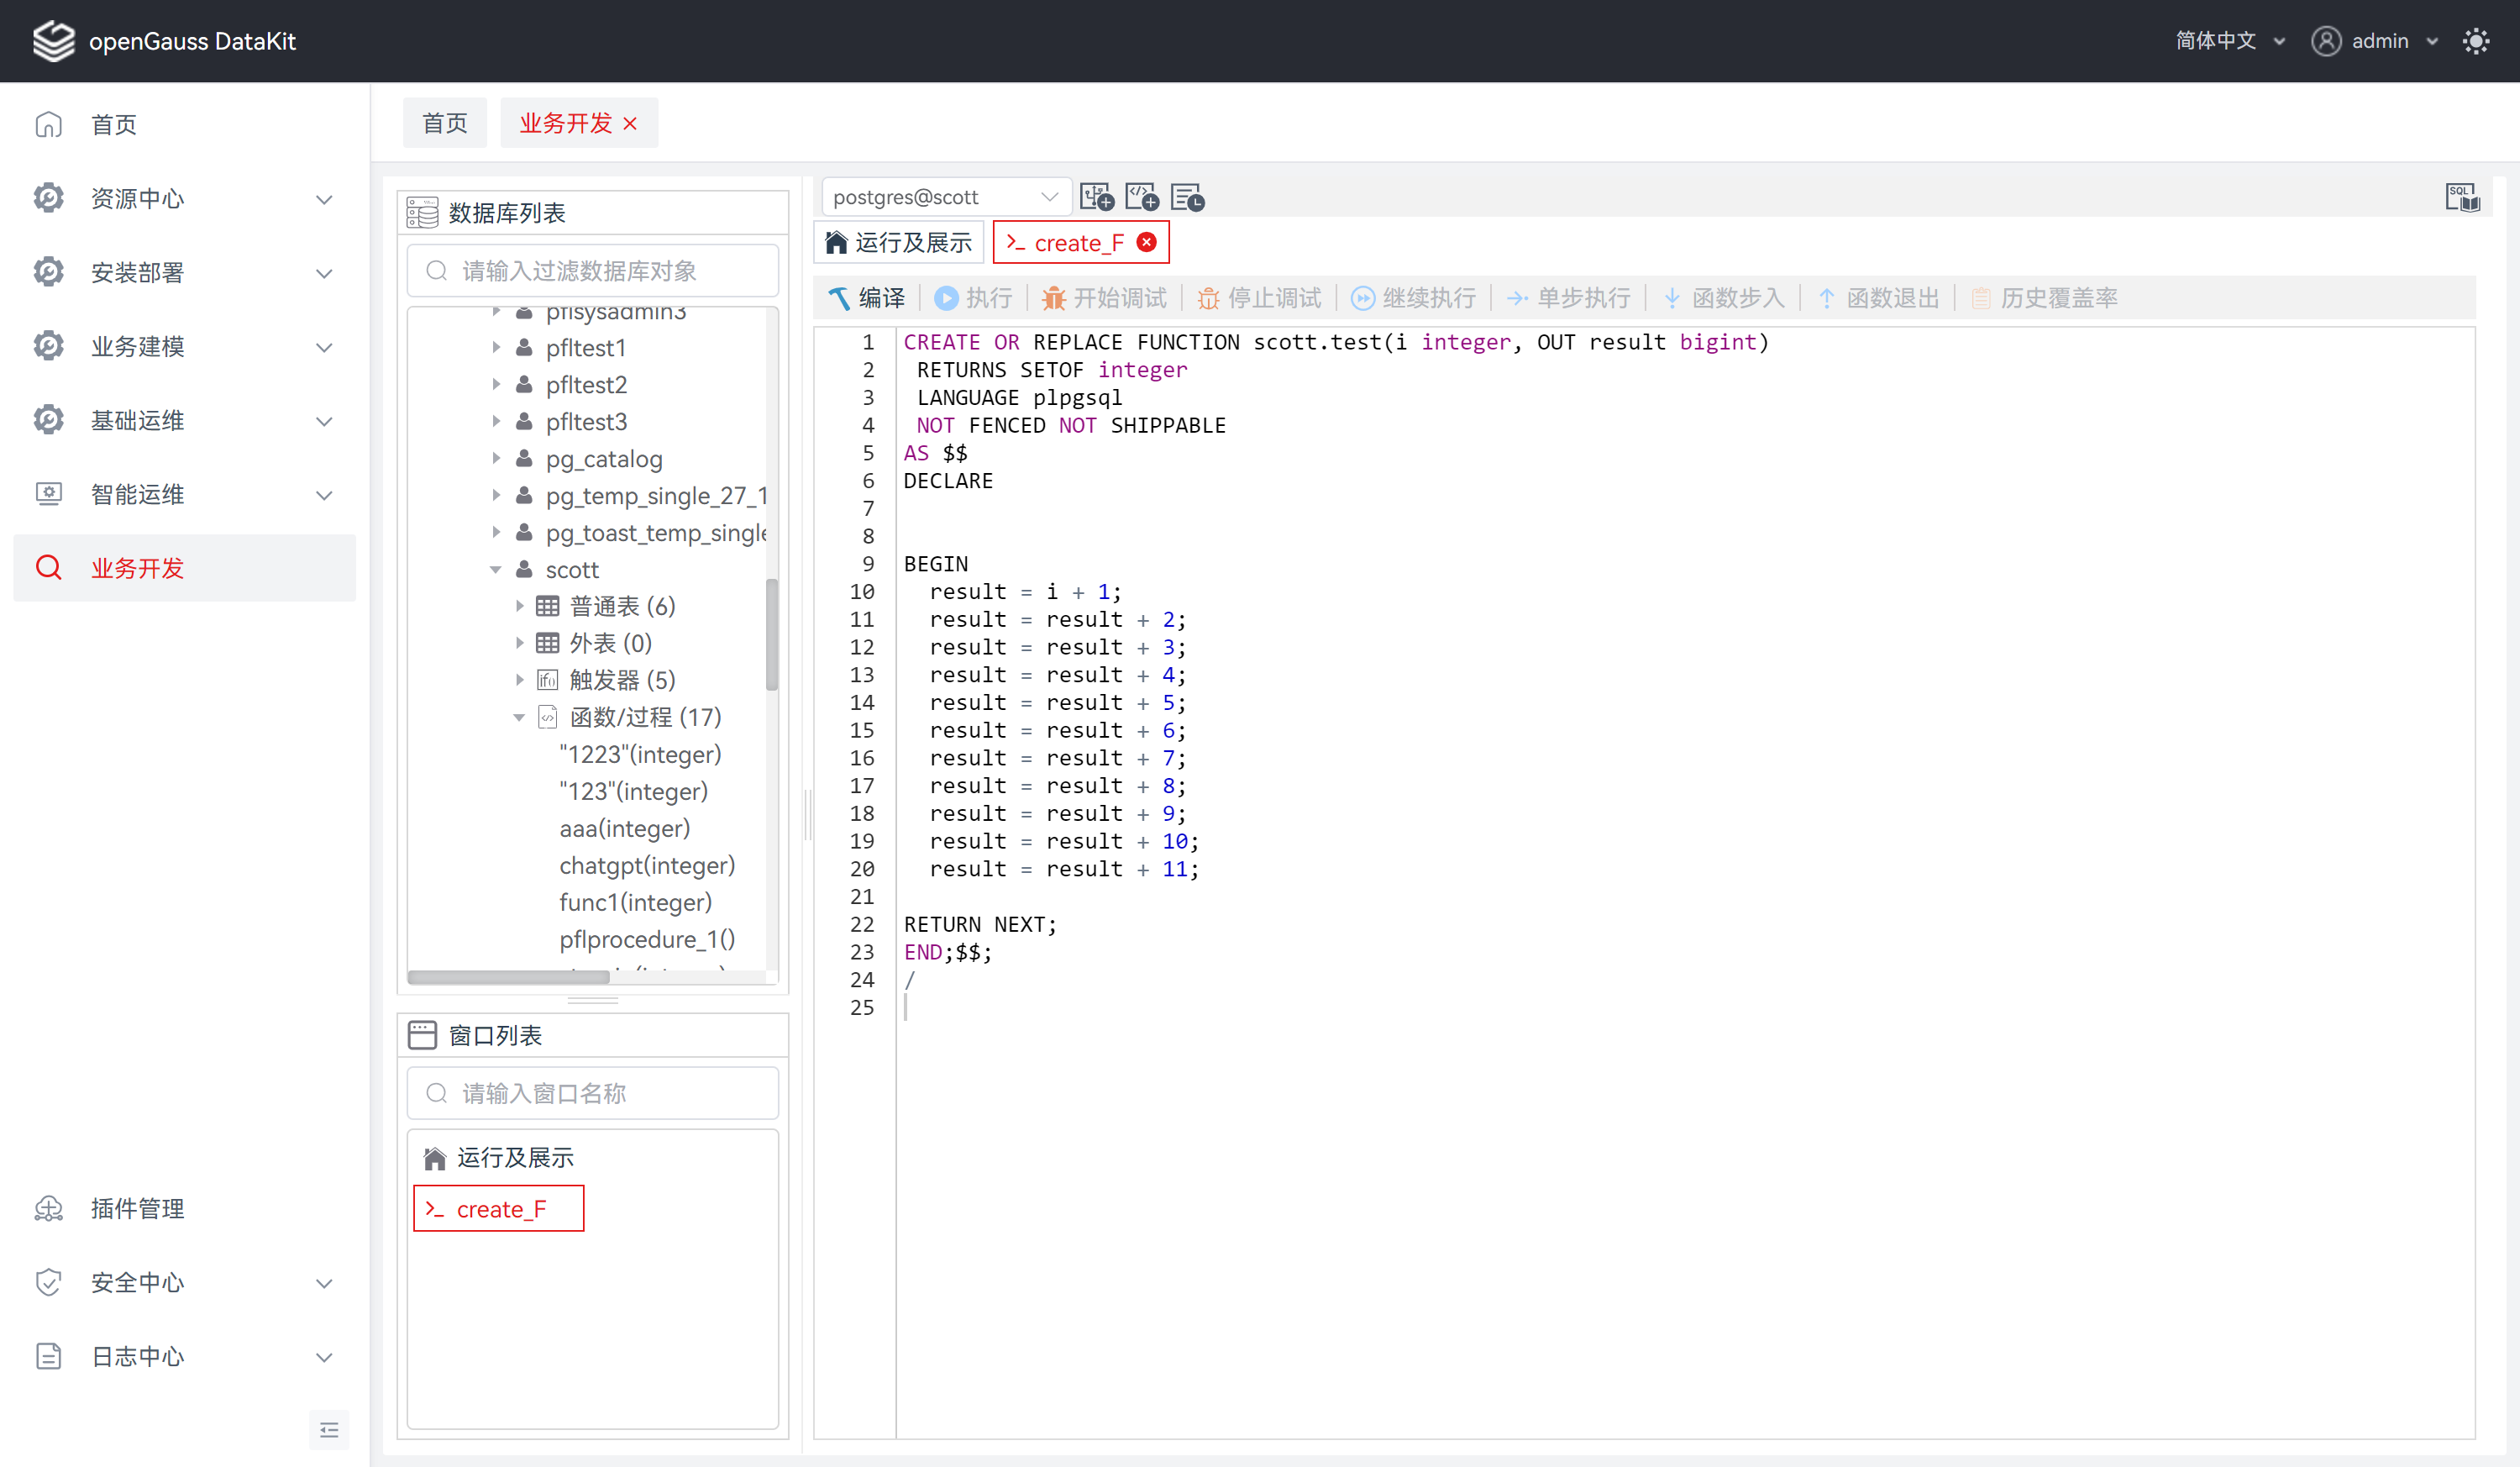 openGauss DataKit
简体中文
admin
首页
资源中心
安装部署
业务建模
基础运维
智能运维
业务开发
插件管理
安全中心
日志中心
首页
业务开发
数据库列表
请输入过滤数据库对象
pflsysadmin3
pfltest1
pfltest2
pfltest3
pg_catalog
pg_temp_single_27_1
pg_toast_temp_single
scott
普通表 (6)
外表 (0)
触发器 (5)
函数/过程 (17)
"1223"(integer)
"123"(integer)
aaa(integer)
chatgpt(integer)
func1(integer)
pflprocedure_1()
窗口列表
请输入窗口名称
运行及展示
create_F
postgres@scott
SQL
运行及展示
create_F
编译 执行 开始调试 停止调试 继续执行 单步执行 函数步入 函数退出 历史覆盖率
1 CREATE OR REPLACE FUNCTION scott.test(i integer, OUT result bigint)
2 RETURNS SETOF integer
3 LANGUAGE plpgsql
4 NOT FENCED NOT SHIPPABLE
5 AS $$
6 DECLARE
7
8
9 BEGIN
10 result = i + 1;
11 result = result + 2;
12 result = result + 3;
13 result = result + 4;
14 result = result + 5;
15 result = result + 6;
16 result = result + 7;
17 result = result + 8;
18 result = result + 9;
19 result = result + 10;
20 result = result + 11;
21
22 RETURN NEXT;
23 END;$$;
24 /
25